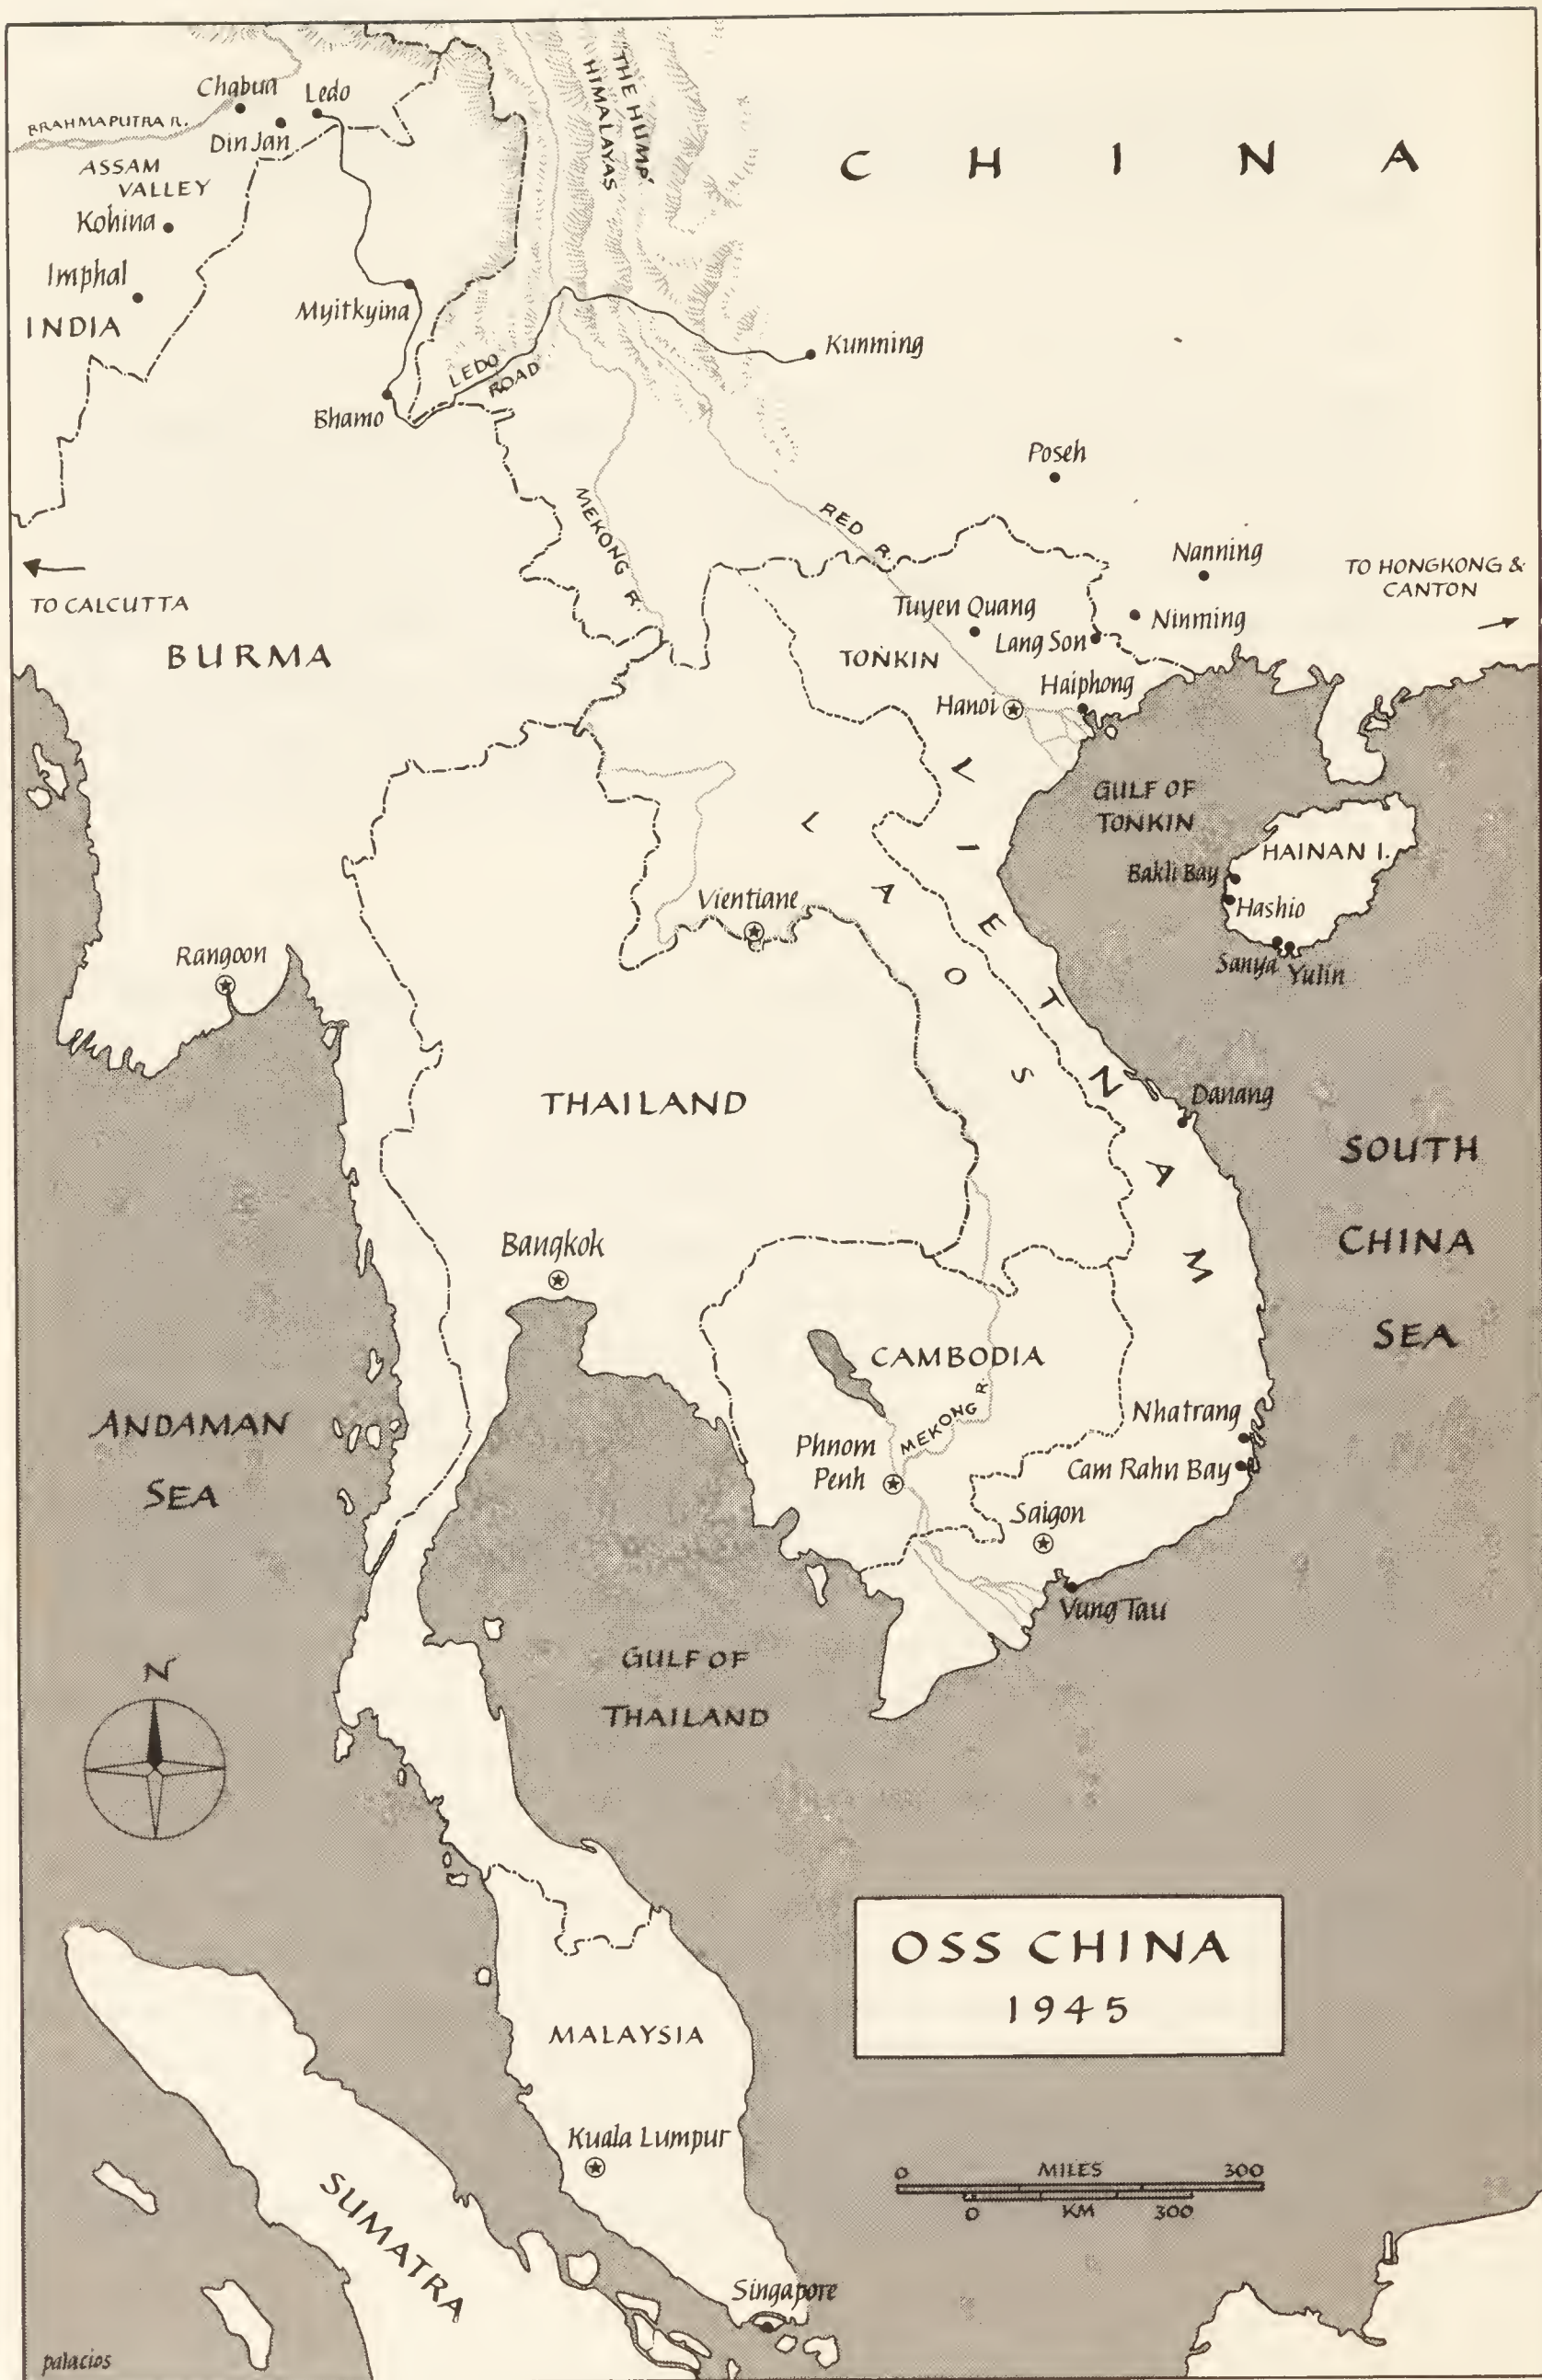 Chabua
Ledo
BRAHMAPUTRA R.
DinJan
ASSAM
VALLEY
Kohina
Imphal
INDIA
Myitkyina
THE HUMP
HIMALAYAS
CHINA
LEDO
ROAD
Kunming
Bhamo
Poseh
MEKONG R.
RED R.
Nanning
TO HONGKONG &
CANTON
TO CALCUTTA
Tuyen Quang
Ninming
Lang Son
BURMA
TONKIN
Haiphong
Hanoi
GULF OF
TONKIN
LAOS
VIETNAM
HAINAN I.
Bakli Bay
Hashio
Sanya
Yulin
Vientiane
Rangoon
Danang
THAILAND
SOUTH
CHINA
SEA
Bangkok
CAMBODIA
MEKONG R.
Nhatrang
Phnom
Penh
Cam Rahn Bay
ANDAMAN
SEA
Saigon
Vung Tau
GULF OF
THAILAND
N
OSS CHINA
1945
MALAYSIA
Kuala Lumpur
0 MILES 300
0 KM 300
SUMATRA
Singapore
palacios